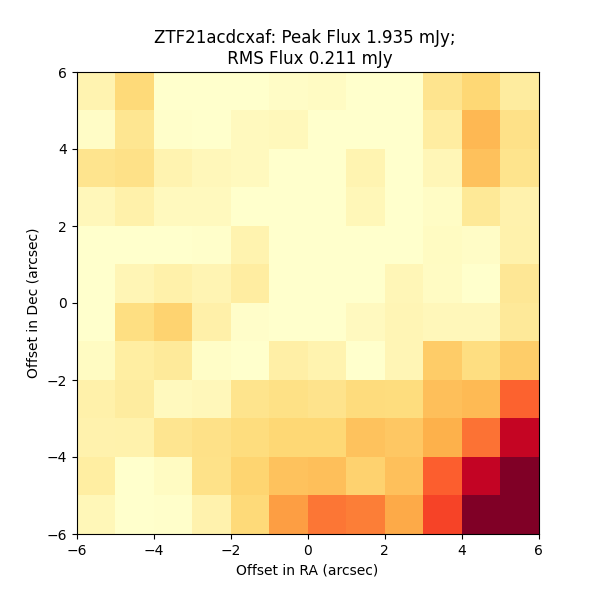 ZTF21acdcxaf: Peak Flux 1.935 mJy;
RMS Flux 0.211 mJy
6
4
2
0
−2
−4
−6
Offset in Dec (arcsec)
−6 −4 −2 0 2 4 6
Offset in RA (arcsec)